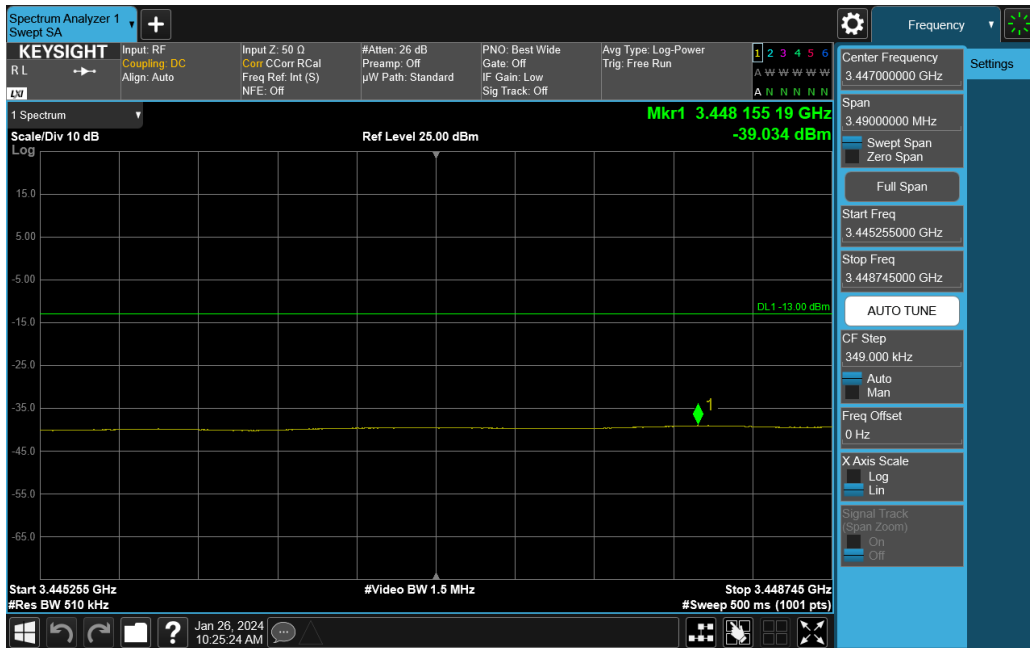 Spectrum Analyzer 1
Swept SA
Frequency
KEYSIGHT
R L
LXI
Input: RF
Coupling: DC
Align: Auto
Input Z: 50 Ω
Corr CCorr RCal
Freq Ref: Int (S)
NFE: Off
#Atten: 26 dB
Preamp: Off
µW Path: Standard
PNO: Best Wide
Gate: Off
IF Gain: Low
Sig Track: Off
Avg Type: Log-Power
Trig: Free Run
1 2 3 4 5 6
A W W W W W
A N N N N N
1 Spectrum
Mkr1 3.448 155 19 GHz
Scale/Div 10 dB
Ref Level 25.00 dBm
-39.034 dBm
Log
15.0
5.00
-5.00
DL1 -13.00 dBm
-15.0
-25.0
-35.0
1
-45.0
-55.0
-65.0
Start 3.445255 GHz
#Video BW 1.5 MHz
Stop 3.448745 GHz
#Res BW 510 kHz
#Sweep 500 ms (1001 pts)
?
Jan 26, 2024
10:25:24 AM
Center Frequency
3.447000000 GHz
Settings
Span
3.49000000 MHz
Swept Span
Zero Span
Full Span
Start Freq
3.445255000 GHz
Stop Freq
3.448745000 GHz
AUTO TUNE
CF Step
349.000 kHz
Auto
Man
Freq Offset
0 Hz
X Axis Scale
Log
Lin
Signal Track
(Span Zoom)
On
Off